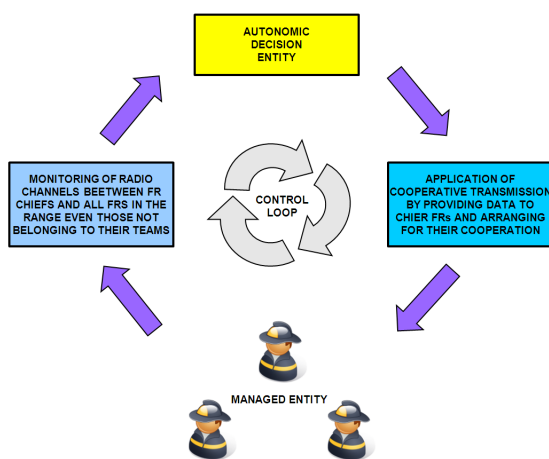 AUTONOMIC
DECISION
ENTITY
MONITORING OF RADIO
CHANNELS BEETWEEN FR
CHIEFS AND ALL FRS IN THE
RANGE EVEN THOSE NOT
BELONGING TO THEIR TEAMS
CONTROL
LOOP
APPLICATION OF
COOPERATIVE TRANSMISSION
BY PROVIDING DATA TO
CHIER FRs AND ARRANGING
FOR THEIR COOPERATION
MANAGED ENTITY